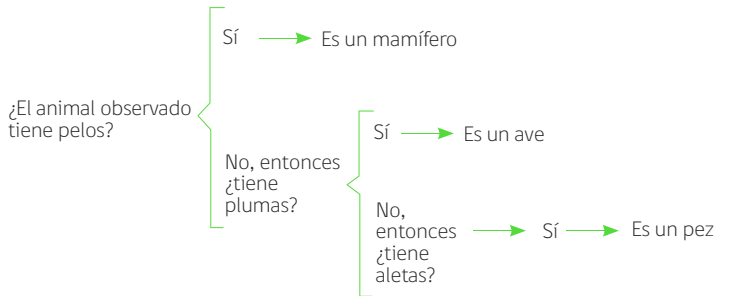 ¿El animal observado
tiene pelos?
Sí
Es un mamífero
No, entonces
¿tiene
plumas?
Sí
Es un ave
No,
entonces
¿tiene
aletas?
Sí
Es un pez